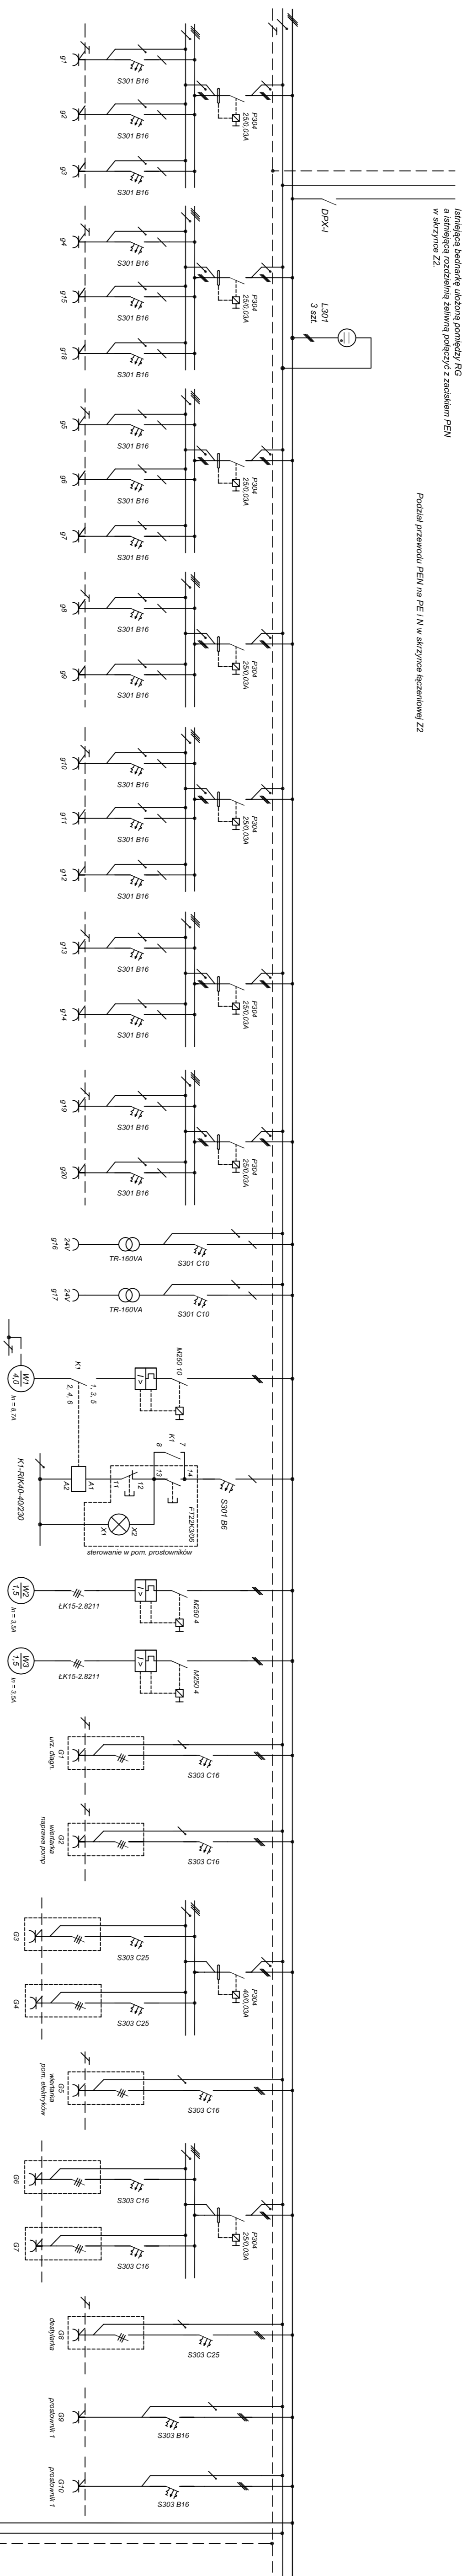 Istniejącą bednarkę ułożoną pomiędzy RG
a istniejącą rozdzielnią żeliwną połączyć z zaciskiem PEN
w skrzynce Z2.
Podział przewodu PEN na PE i N w skrzynce łączeniowej Z2
DPX-I
L301
3 szt.
P304
25/0,03A
S301 B16
S301 B16
S301 B16
g1
g2
g3
P304
25/0,03A
S301 B16
S301 B16
S301 B16
g4
g15
g18
P304
25/0,03A
S301 B16
S301 B16
S301 B16
g5
g6
g7
P304
25/0,03A
S301 B16
S301 B16
g8
g9
P304
25/0,03A
S301 B16
S301 B16
S301 B16
g10
g11
g12
P304
25/0,03A
S301 B16
S301 B16
g13
g14
P304
25/0,03A
S301 B16
S301 B16
g19
g20
S301 C10
TR-160VA
24V
g16
S301 C10
TR-160VA
24V
g17
M250 10
I >
K1
1, 3, 5
2, 4, 6
W1
4,0
In = 8,7A
S301 B6
FT22K3/06
K1
7
8
14
13
12
11
A1
A2
X2
X1
sterowanie w pom. prostowników
K1-RIK40-40/230
M250 4
I >
ŁK15-2.8211
W2
1,5
In = 3,5A
M250 4
I >
ŁK15-2.8211
W3
1,5
In = 3,5A
S303 C16
G1
urz. diagn.
S303 C16
G2
wiertarka
naprawa pomp
P304
40/0,03A
S303 C25
S303 C25
G3
G4
S303 C16
G5
wiertarka
pom. elektryków
P304
25/0,03A
S303 C16
S303 C16
G6
G7
S303 C25
G8
destylarka
S303 B16
G9
prostownik 1
S303 B16
G10
prostownik 1